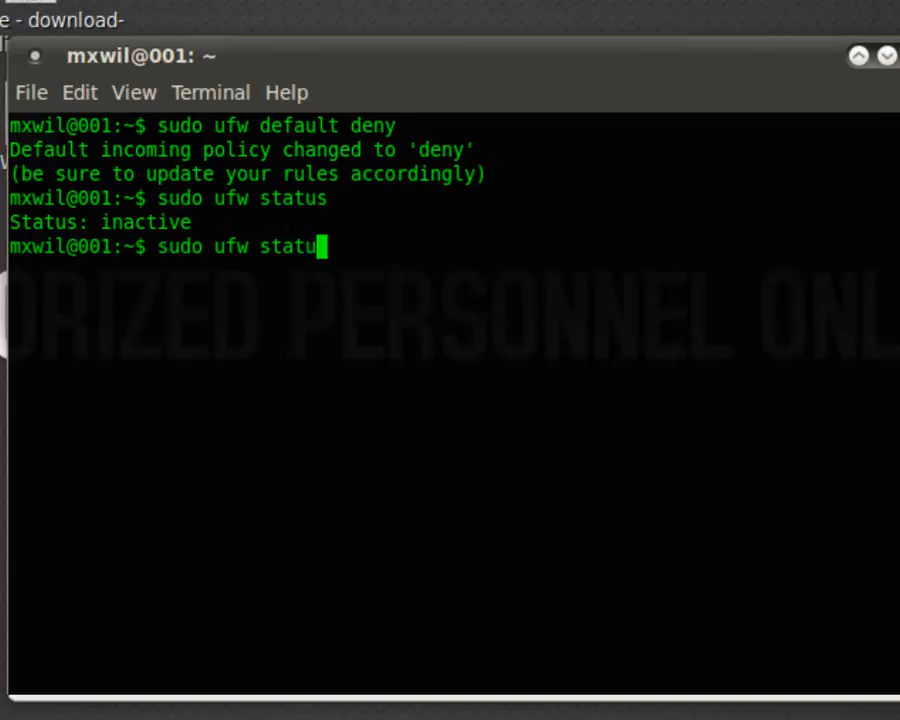 e - download-
mxwil@001: ~
File Edit View Terminal Help
mxwil@001:~$ sudo ufw default deny
Default incoming policy changed to 'deny'
(be sure to update your rules accordingly)
mxwil@001:~$ sudo ufw status
Status: inactive
mxwil@001:~$ sudo ufw statu
ORIZED PERSONNEL ONL